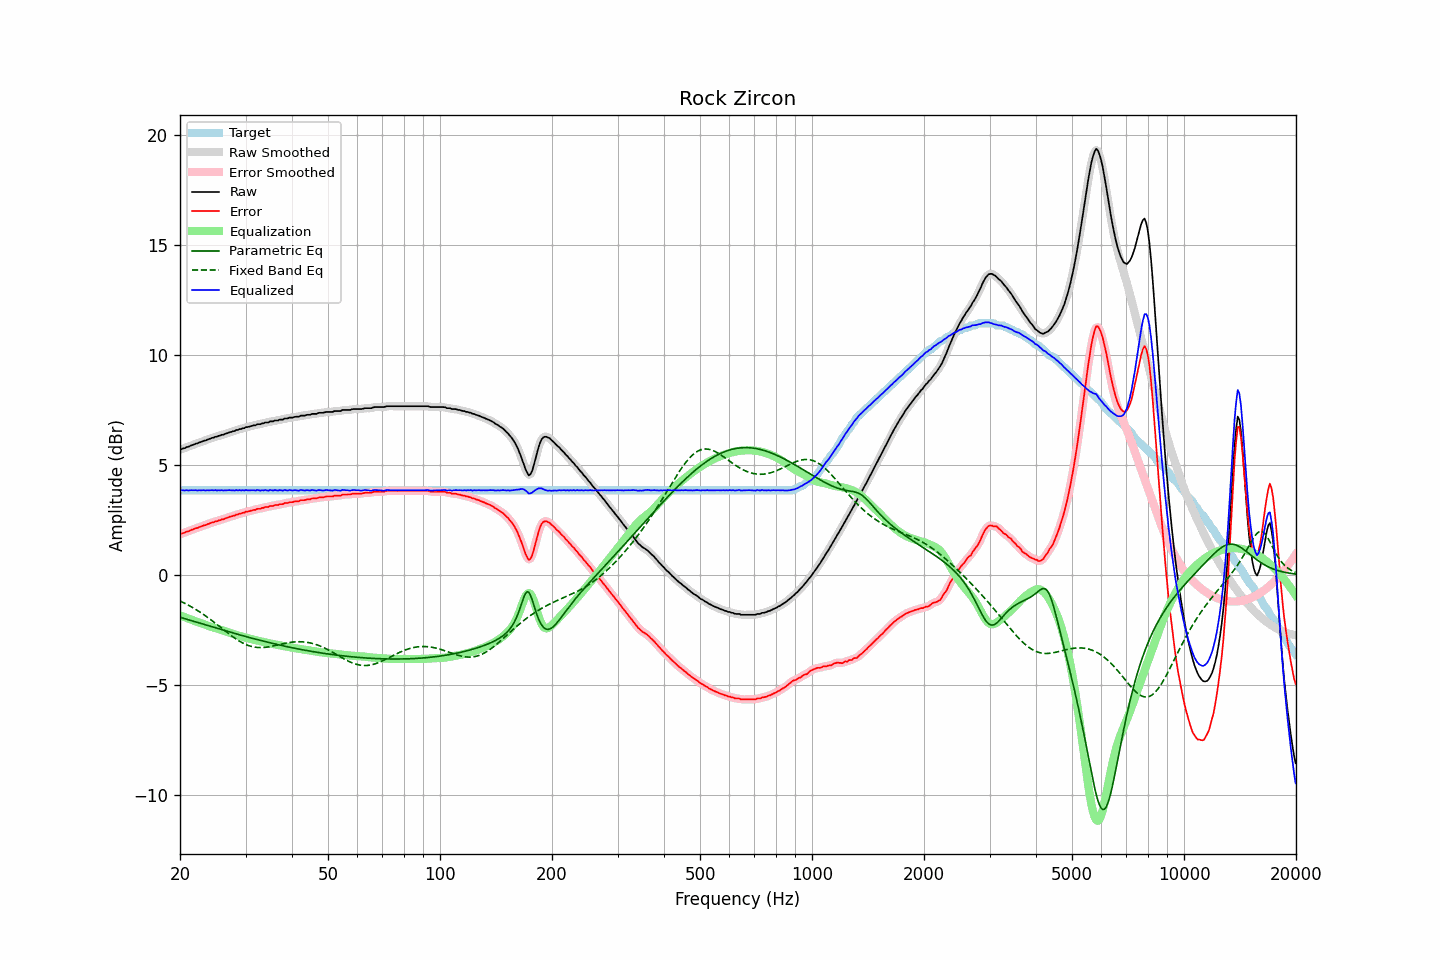 Rock Zircon
Target
Raw Smoothed
Error Smoothed
Raw
Error
Equalization
Parametric Eq
Fixed Band Eq
Equalized
Amplitude (dBr)
20
15
10
5
0
−5
−10
20 50 100 200 500 1000 2000 5000 10000 20000
Frequency (Hz)